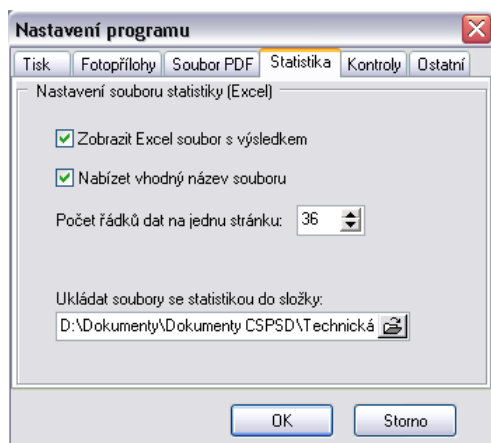 Nastavení programu
Tisk Fotopřílohy Soubor PDF Statistika Kontroly Ostatní
Nastavení souboru statistiky (Excel)
Zobrazit Excel soubor s výsledkem
Nabízet vhodný název souboru
Počet řádků dat na jednu stránku: 36
Ukládat soubory se statistikou do složky:
D:\Dokumenty\Dokumenty CSPSD\Technická
OK Storno